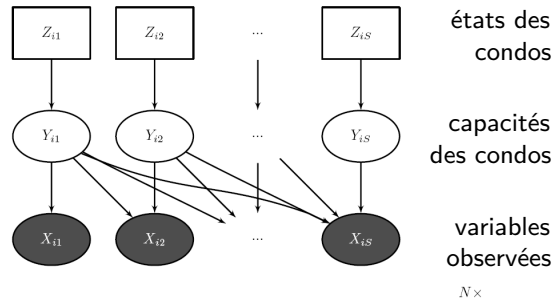 Z_{i1} Z_{i2} ... Z_{iS} états des
condos
Y_{i1} Y_{i2} ... Y_{iS} capacités
des condos
X_{i1} X_{i2} ... X_{iS} variables
observées
N×